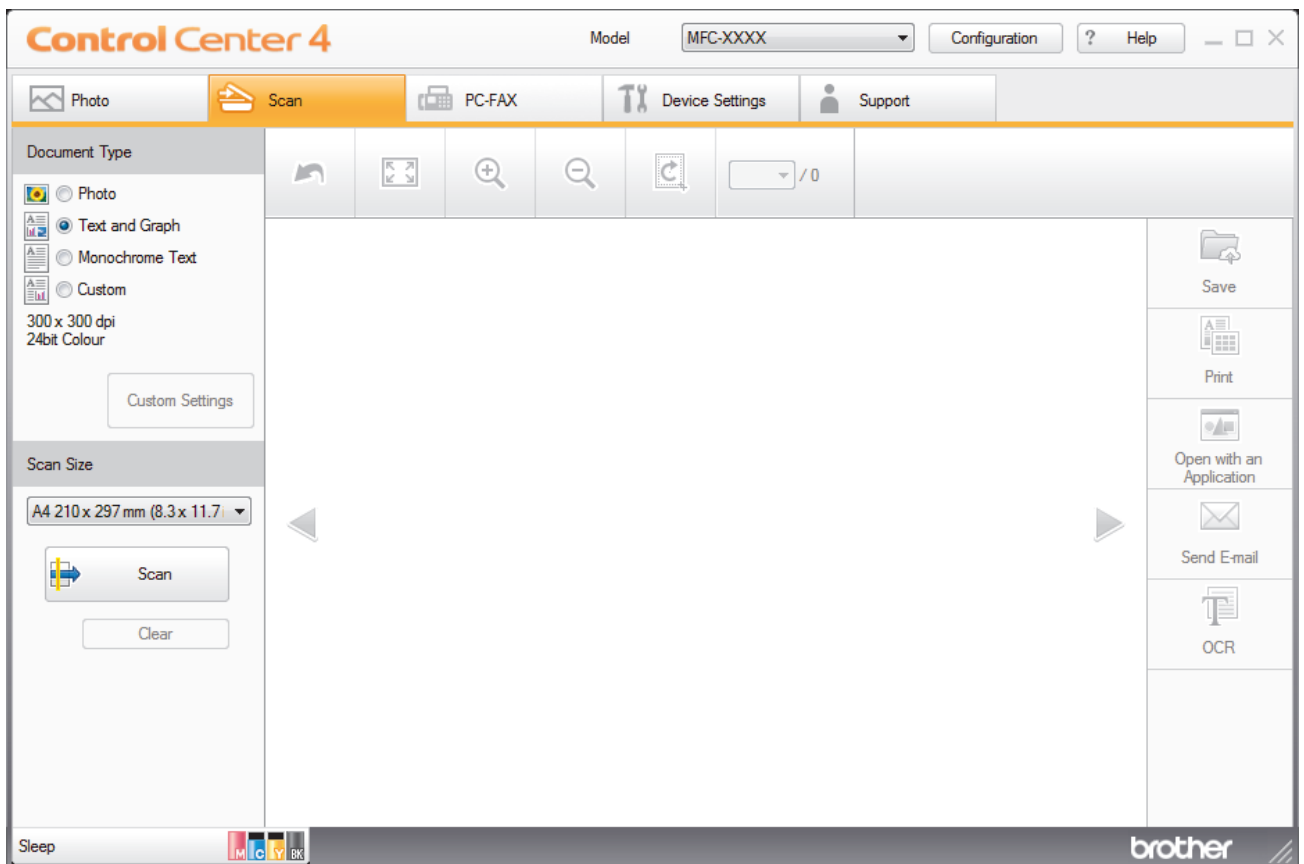 Control Center 4
Model
MFC-XXXX
Configuration
? Help
Photo
Scan
PC-FAX
Device Settings
Support
Document Type
Photo
Text and Graph
Monochrome Text
Custom
300 x 300 dpi
24bit Colour
Custom Settings
Scan Size
A4 210 x 297 mm (8.3 x 11.7
Scan
Clear
/ 0
Save
Print
Open with an
Application
Send E-mail
OCR
Sleep
M C Y BK
brother